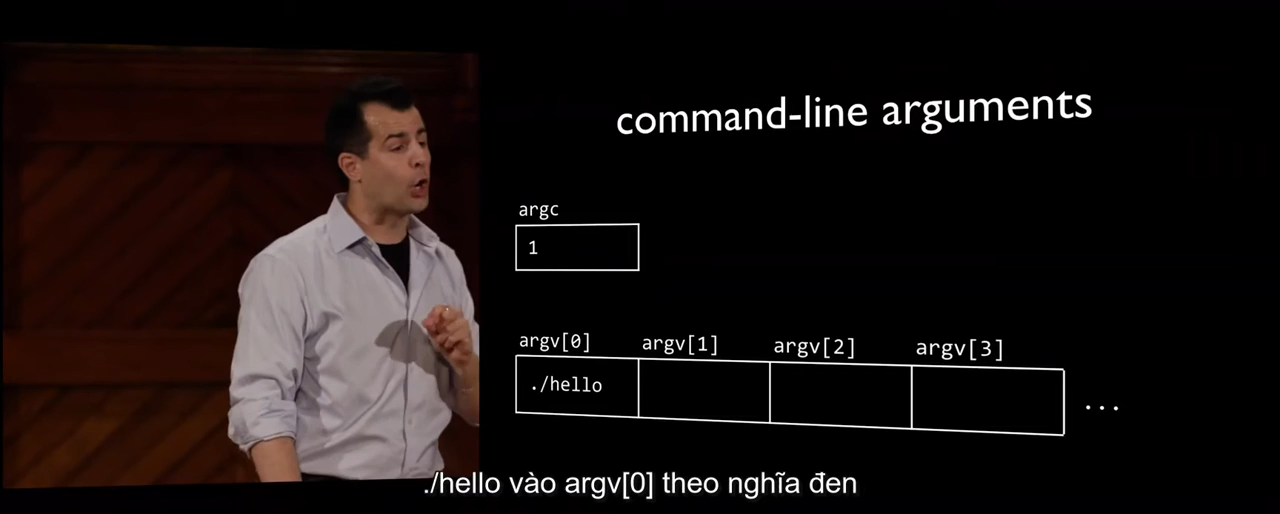 command-line arguments
argc
1
argv[0] argv[1] argv[2] argv[3]
./hello ...
./hello vào argv[0] theo nghĩa đen